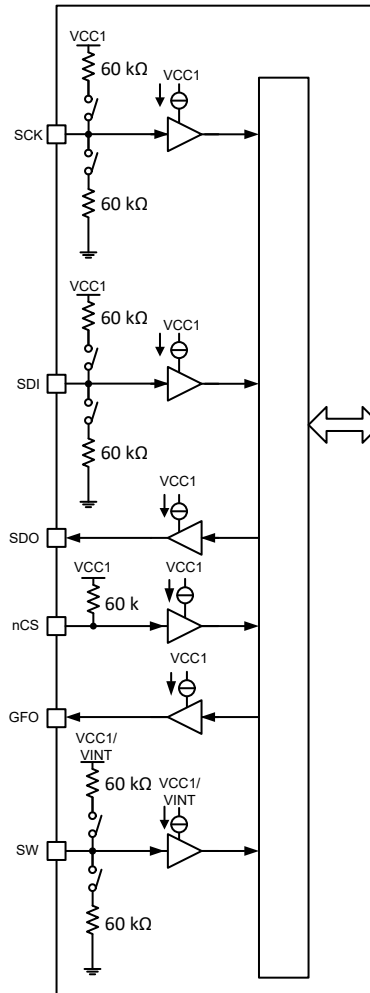 VCC1
60 kΩ
VCC1
SCK
60 kΩ
VCC1
60 kΩ
VCC1
SDI
60 kΩ
VCC1
SDO
VCC1
VCC1
60 k
nCS
VCC1
GFO
VCC1/
VINT
60 kΩ
VCC1/
VINT
SW
60 kΩ